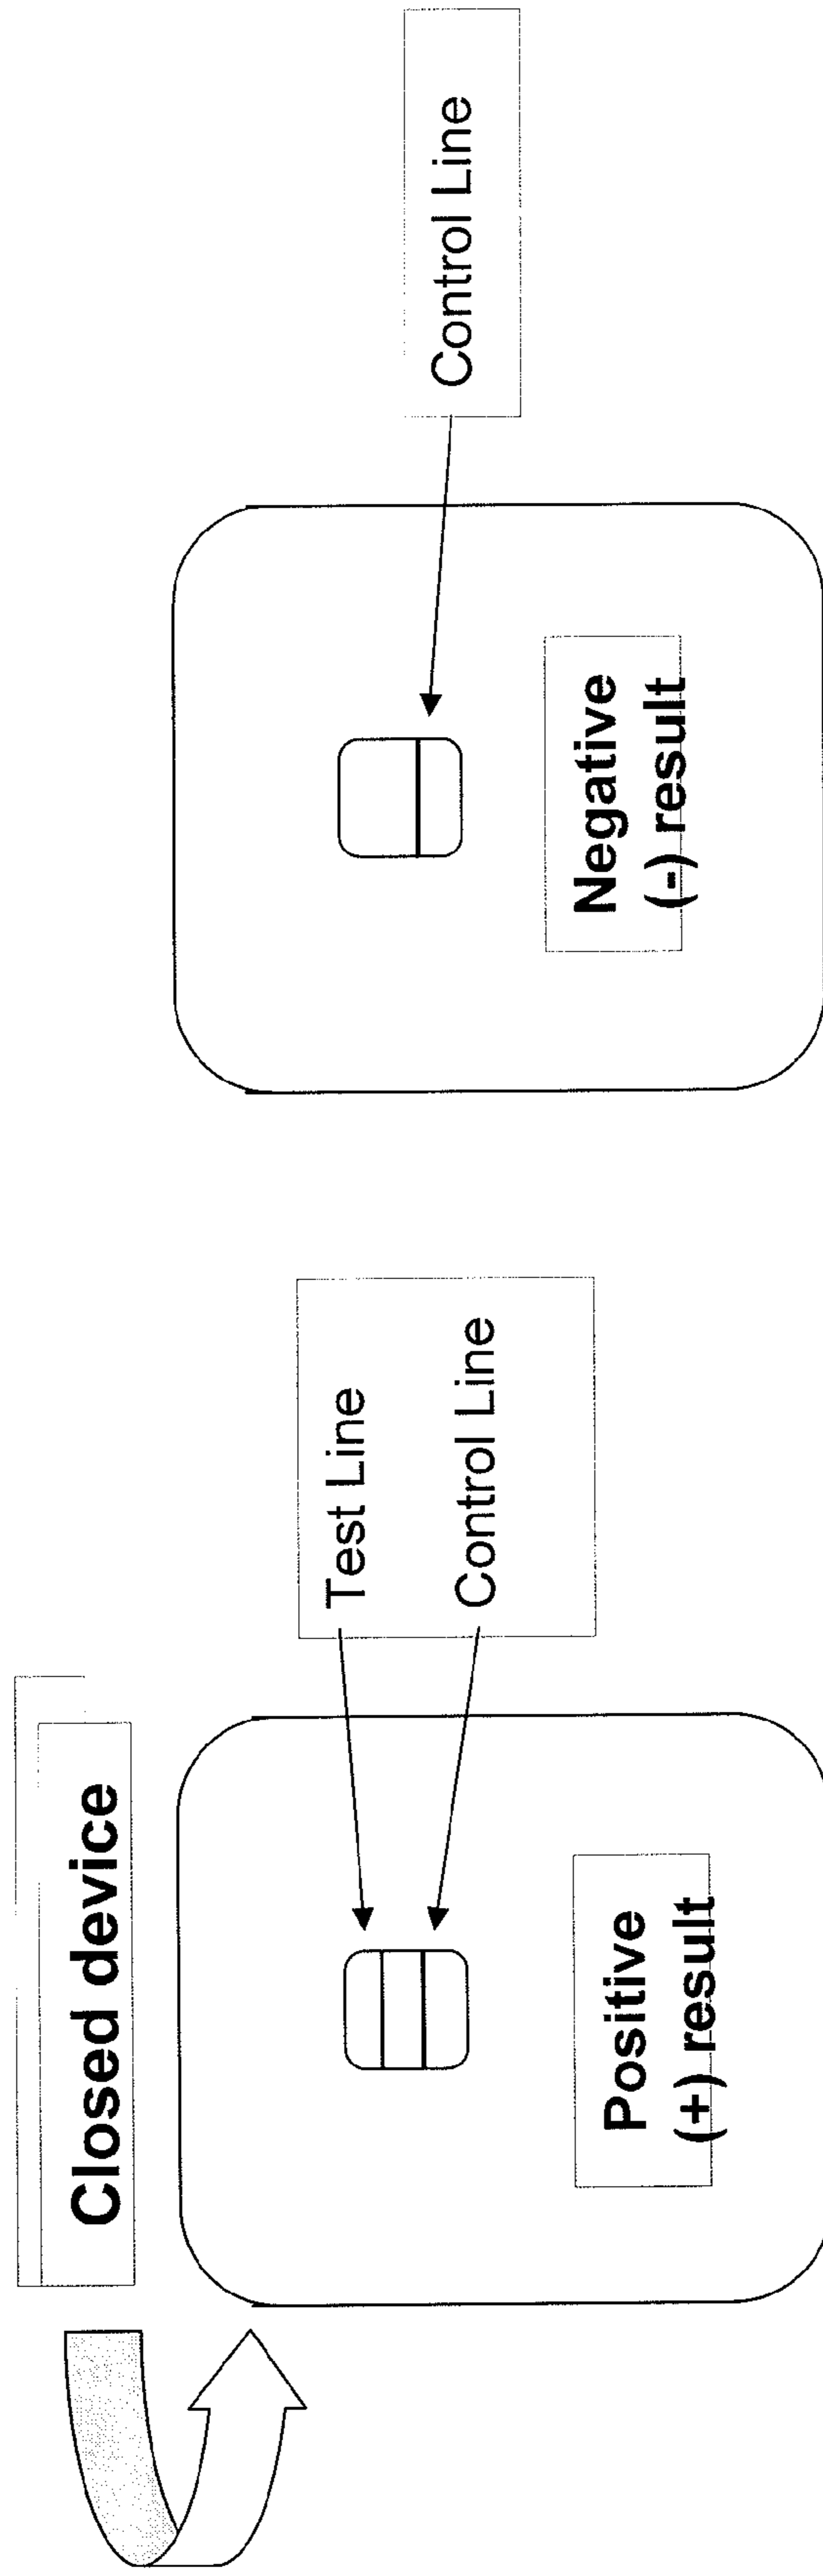 Closed device
Test Line
Control Line
Positive
(+) result
Control Line
Negative
(-) result